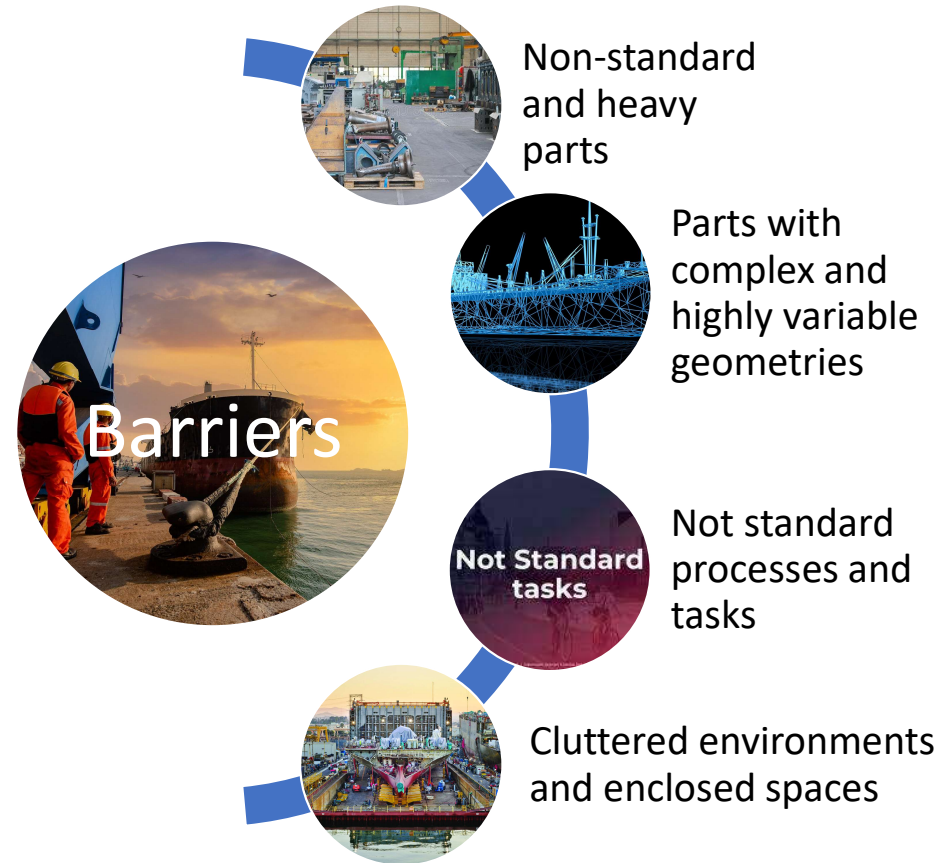 Non-standard
and heavy
parts
Parts with
complex and
highly variable
geometries
Barriers
Not Standard
tasks
Not standard
processes and
tasks
Cluttered environments
and enclosed spaces